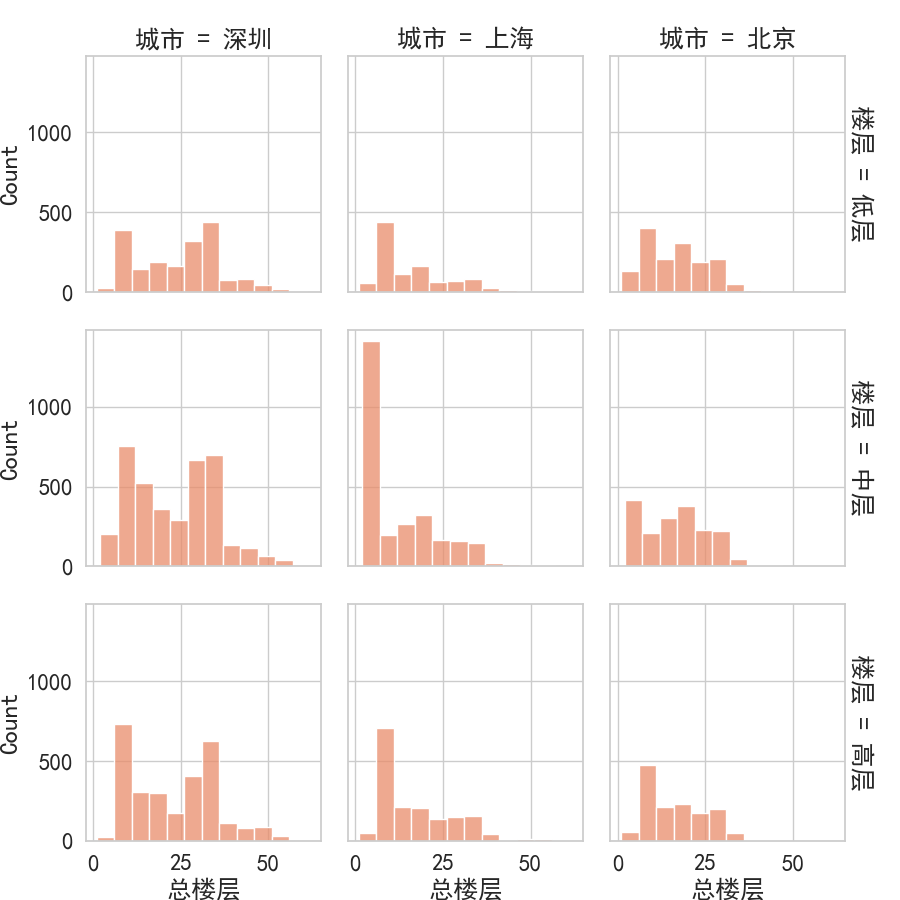 城市 = 深圳
城市 = 上海
城市 = 北京
Count
1000
500
0
楼层 = 低层
Count
1000
500
0
楼层 = 中层
Count
1000
500
0
楼层 = 高层
0
25
50
0
25
50
0
25
50
总楼层
总楼层
总楼层